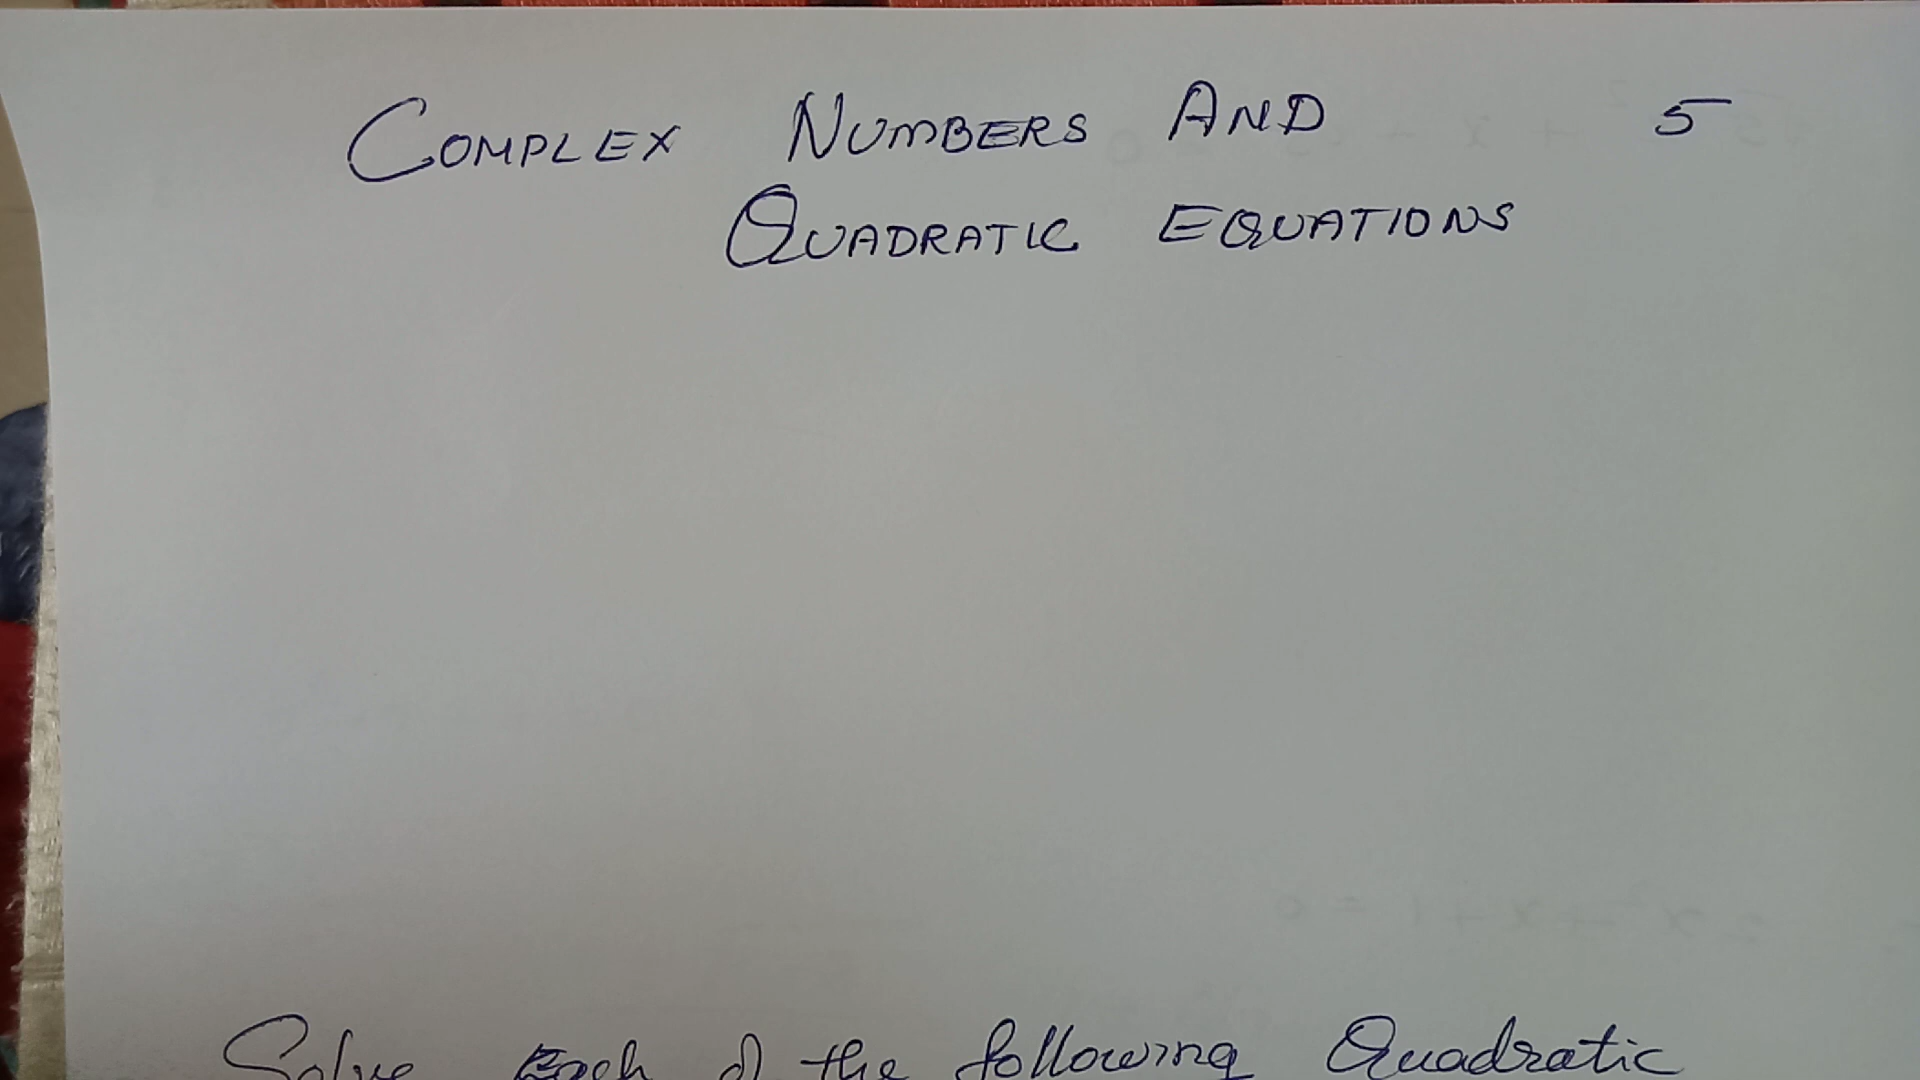 COMPLEX NUMBERS AND 5
QUADRATIC EQUATIONS
Solve Each of the following Quadratic